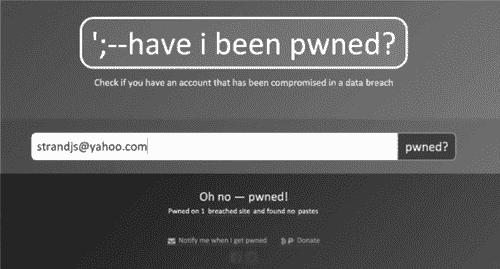 ';--have i been pwned?
Check if you have an account that has been compromised in a data breach
strandjs@yahoo.com pwned?
Oh no — pwned!
Pwned on 1 breached site and found no pastes
Notify me when I get pwned Donate